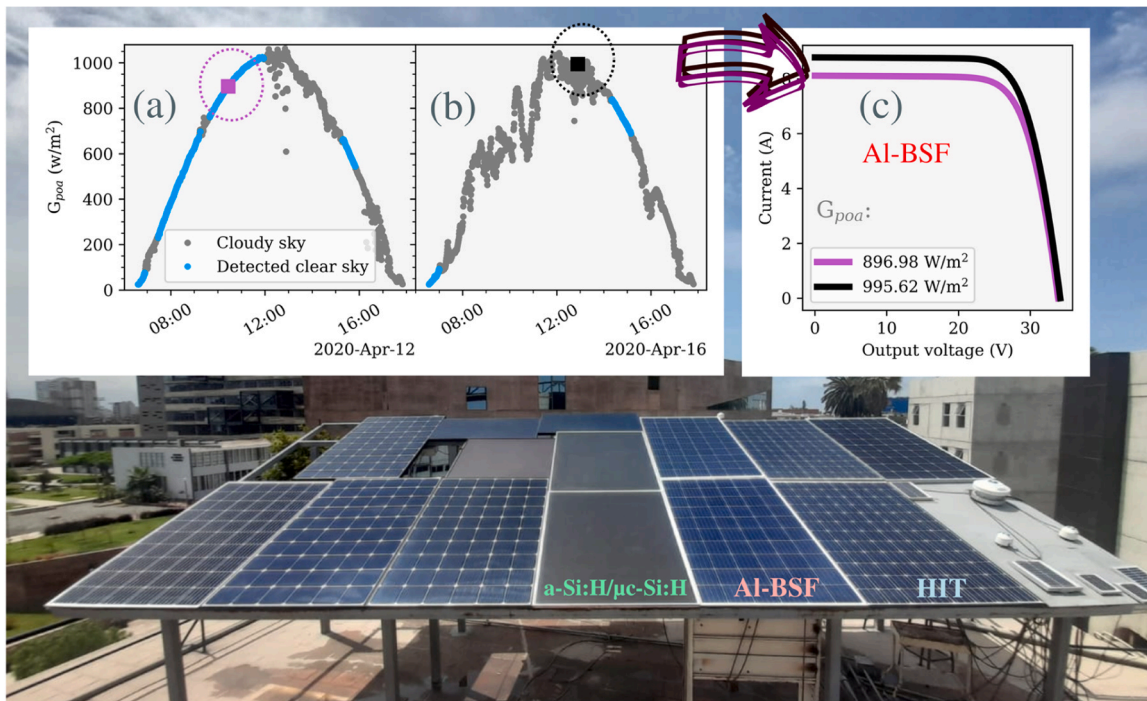 1000
800
600
400
200
0
G_poa (w/m²)
(a)
Cloudy sky
Detected clear sky
08:00
12:00
16:00
2020-Apr-12
(b)
08:00
12:00
16:00
2020-Apr-16
(c)
Al-BSF
G_poa:
896.98 W/m²
995.62 W/m²
8
6
4
2
0
Current (A)
0
10
20
30
Output voltage (V)
a-Si:H/μc-Si:H
Al-BSF
HIT